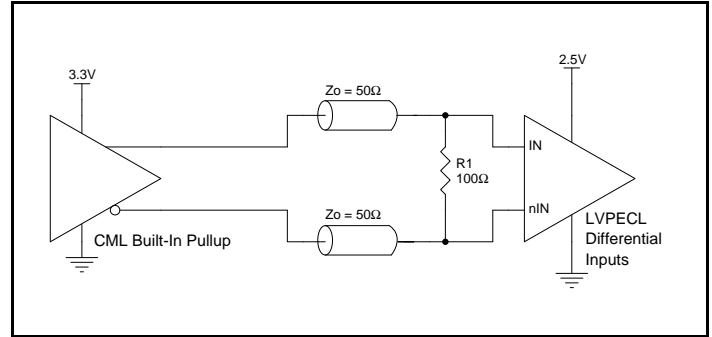 3.3V
2.5V
Zo = 50Ω
IN
R1
100Ω
Zo = 50Ω
nIN
CML Built-In Pullup
LVPECL
Differential
Inputs